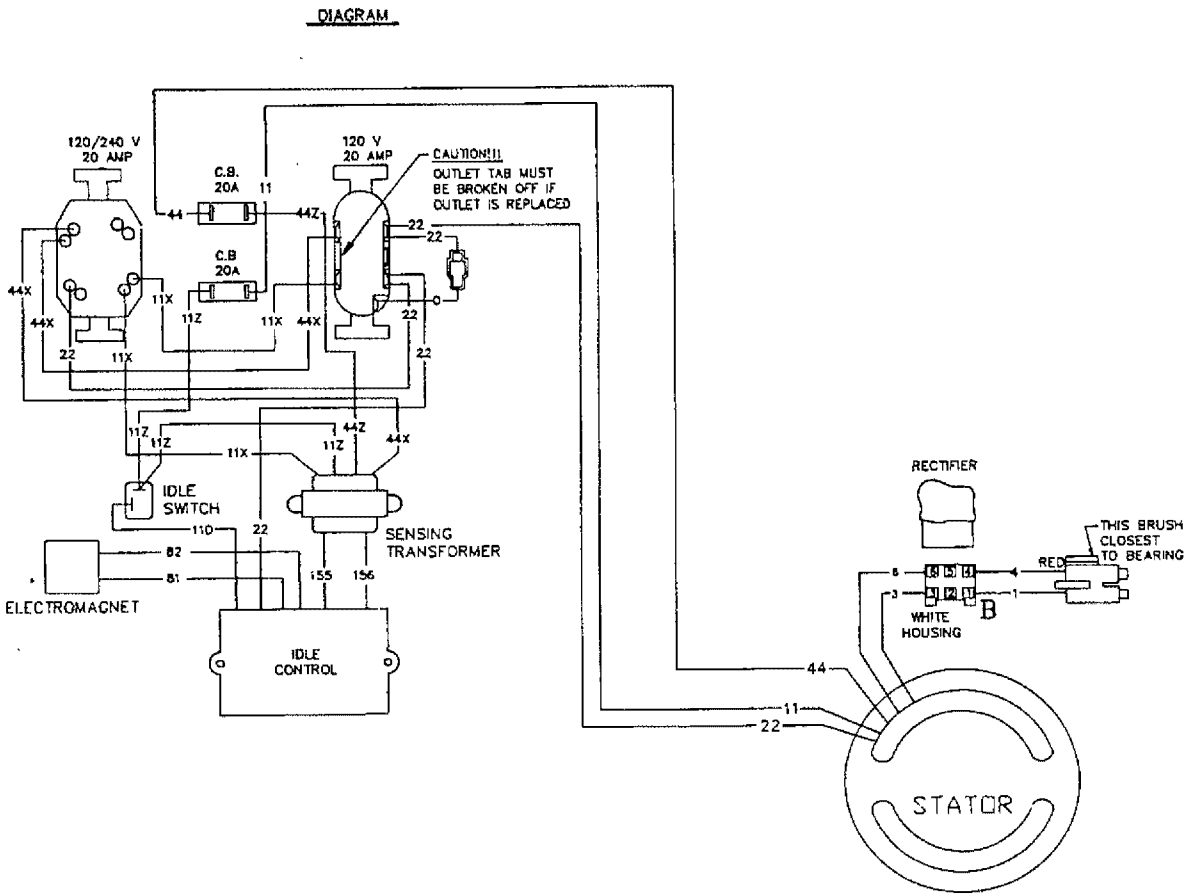 DIAGRAM
120/240 V
20 AMP
C.B.
20A
11
120 V
20 AMP
CAUTION!!!
OUTLET TAB MUST
BE BROKEN OFF IF
OUTLET IS REPLACED
44
44Z
22
22
C.B
20A
44X
44X
22
11X
11X
11Z
11X
44X
22
22
11Z
11Z
11X
11Z
44Z
44X
IDLE
SWITCH
11D
22
SENSING
TRANSFORMER
82
81
155
156
ELECTROMAGNET
IDLE
CONTROL
RECTIFIER
THIS BRUSH
CLOSEST
TO BEARING
RED
6
6 5 4
4
3
3 2 1
1
WHITE
HOUSING
B
44
11
22
STATOR